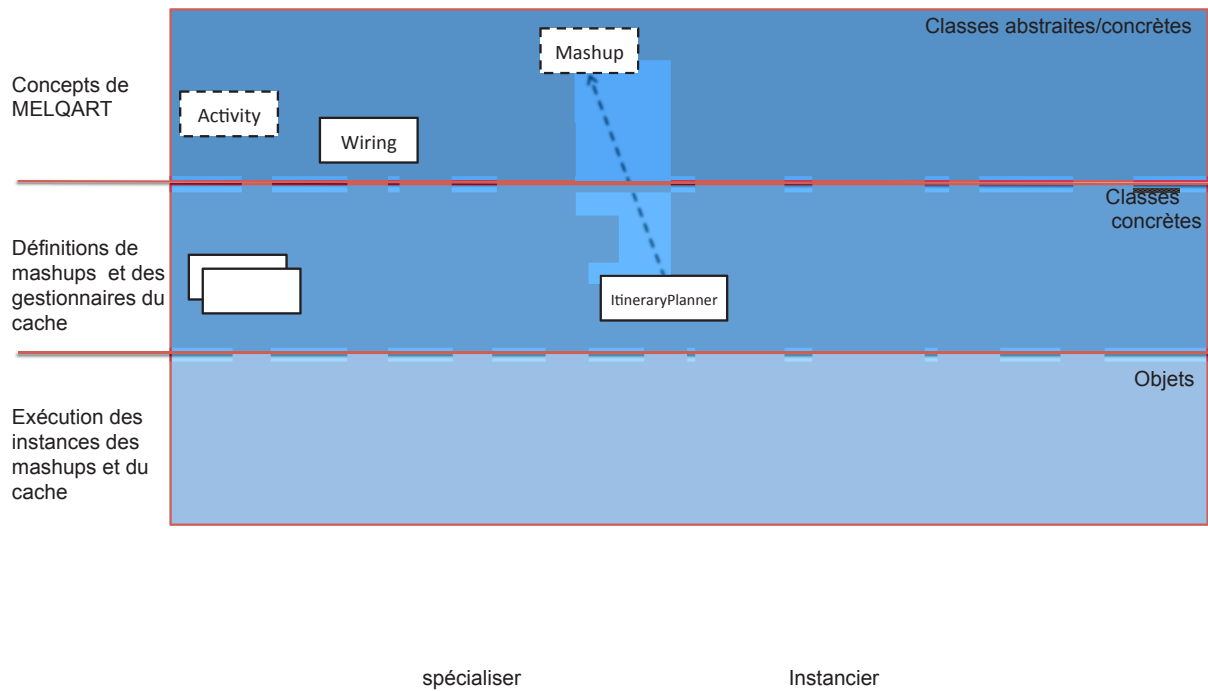 Classes abstraites/concrètes
Mashup
Concepts de
MELQART
Activity
Wiring
Classes
concrètes
Définitions de
mashups et des
gestionnaires du
cache
ItineraryPlanner
Objets
Exécution des
instances des
mashups et du
cache
spécialiser
Instancier